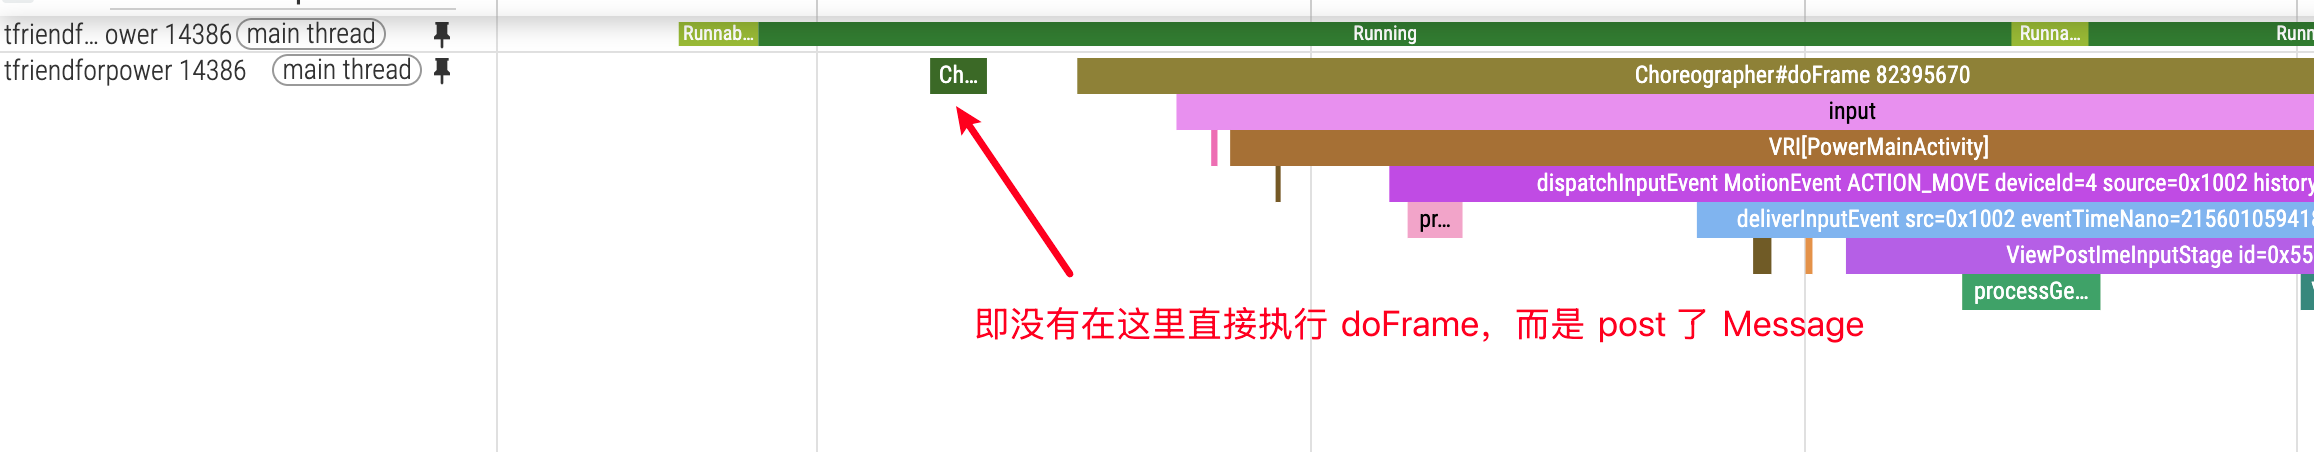 tfriendf... ower 14386 main thread Runnab... Running Runna... Runn
tfriendforpower 14386 main thread Ch... Choreographer#doFrame 82395670
input
VRI[PowerMainActivity]
dispatchInputEvent MotionEvent ACTION_MOVE deviceId=4 source=0x1002 history
pr... deliverInputEvent src=0x1002 eventTimeNano=215601059418
ViewPostImeInputStage id=0x55
processGe...
即没有在这里直接执行 doFrame，而是 post 了 Message